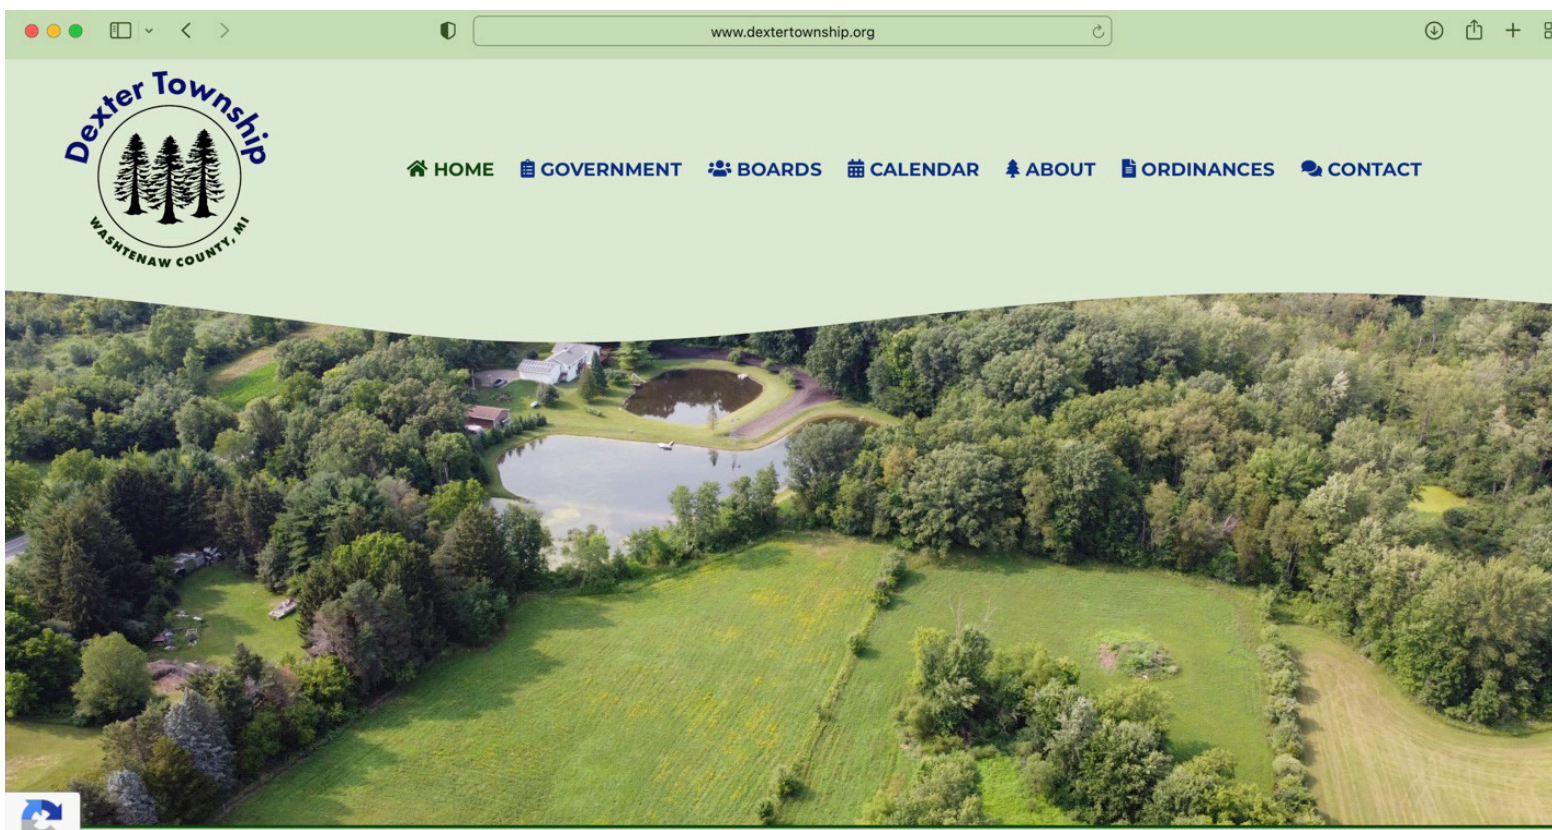 www.dextertownship.org
Dexter Township
WASHTENAW COUNTY, MI
HOME GOVERNMENT BOARDS CALENDAR ABOUT ORDINANCES CONTACT